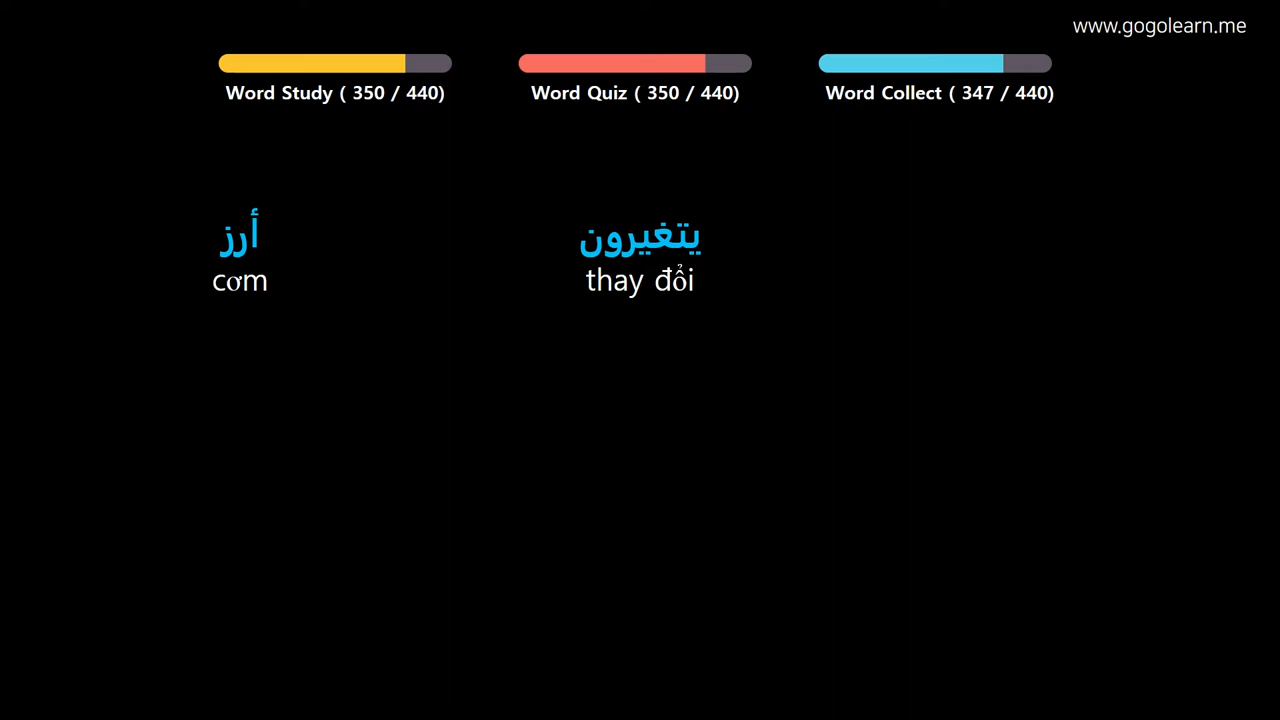 www.gogolearn.me
Word Study ( 350 / 440)
Word Quiz ( 350 / 440)
Word Collect ( 347 / 440)
أرز
cơm
يتغيرون
thay đổi